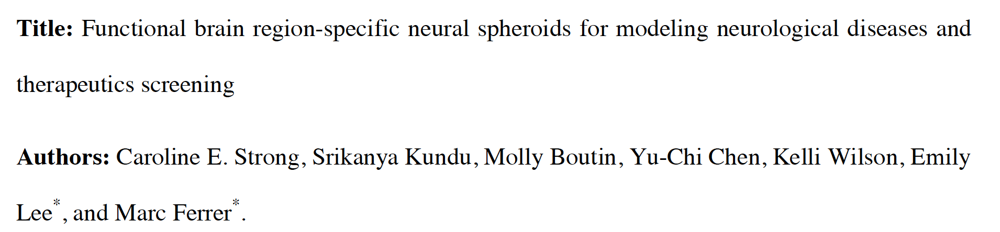 Title: Functional brain region-specific neural spheroids for modeling neurological diseases and
therapeutics screening
Authors: Caroline E. Strong, Srikanya Kundu, Molly Boutin, Yu-Chi Chen, Kelli Wilson, Emily
Lee*, and Marc Ferrer*.